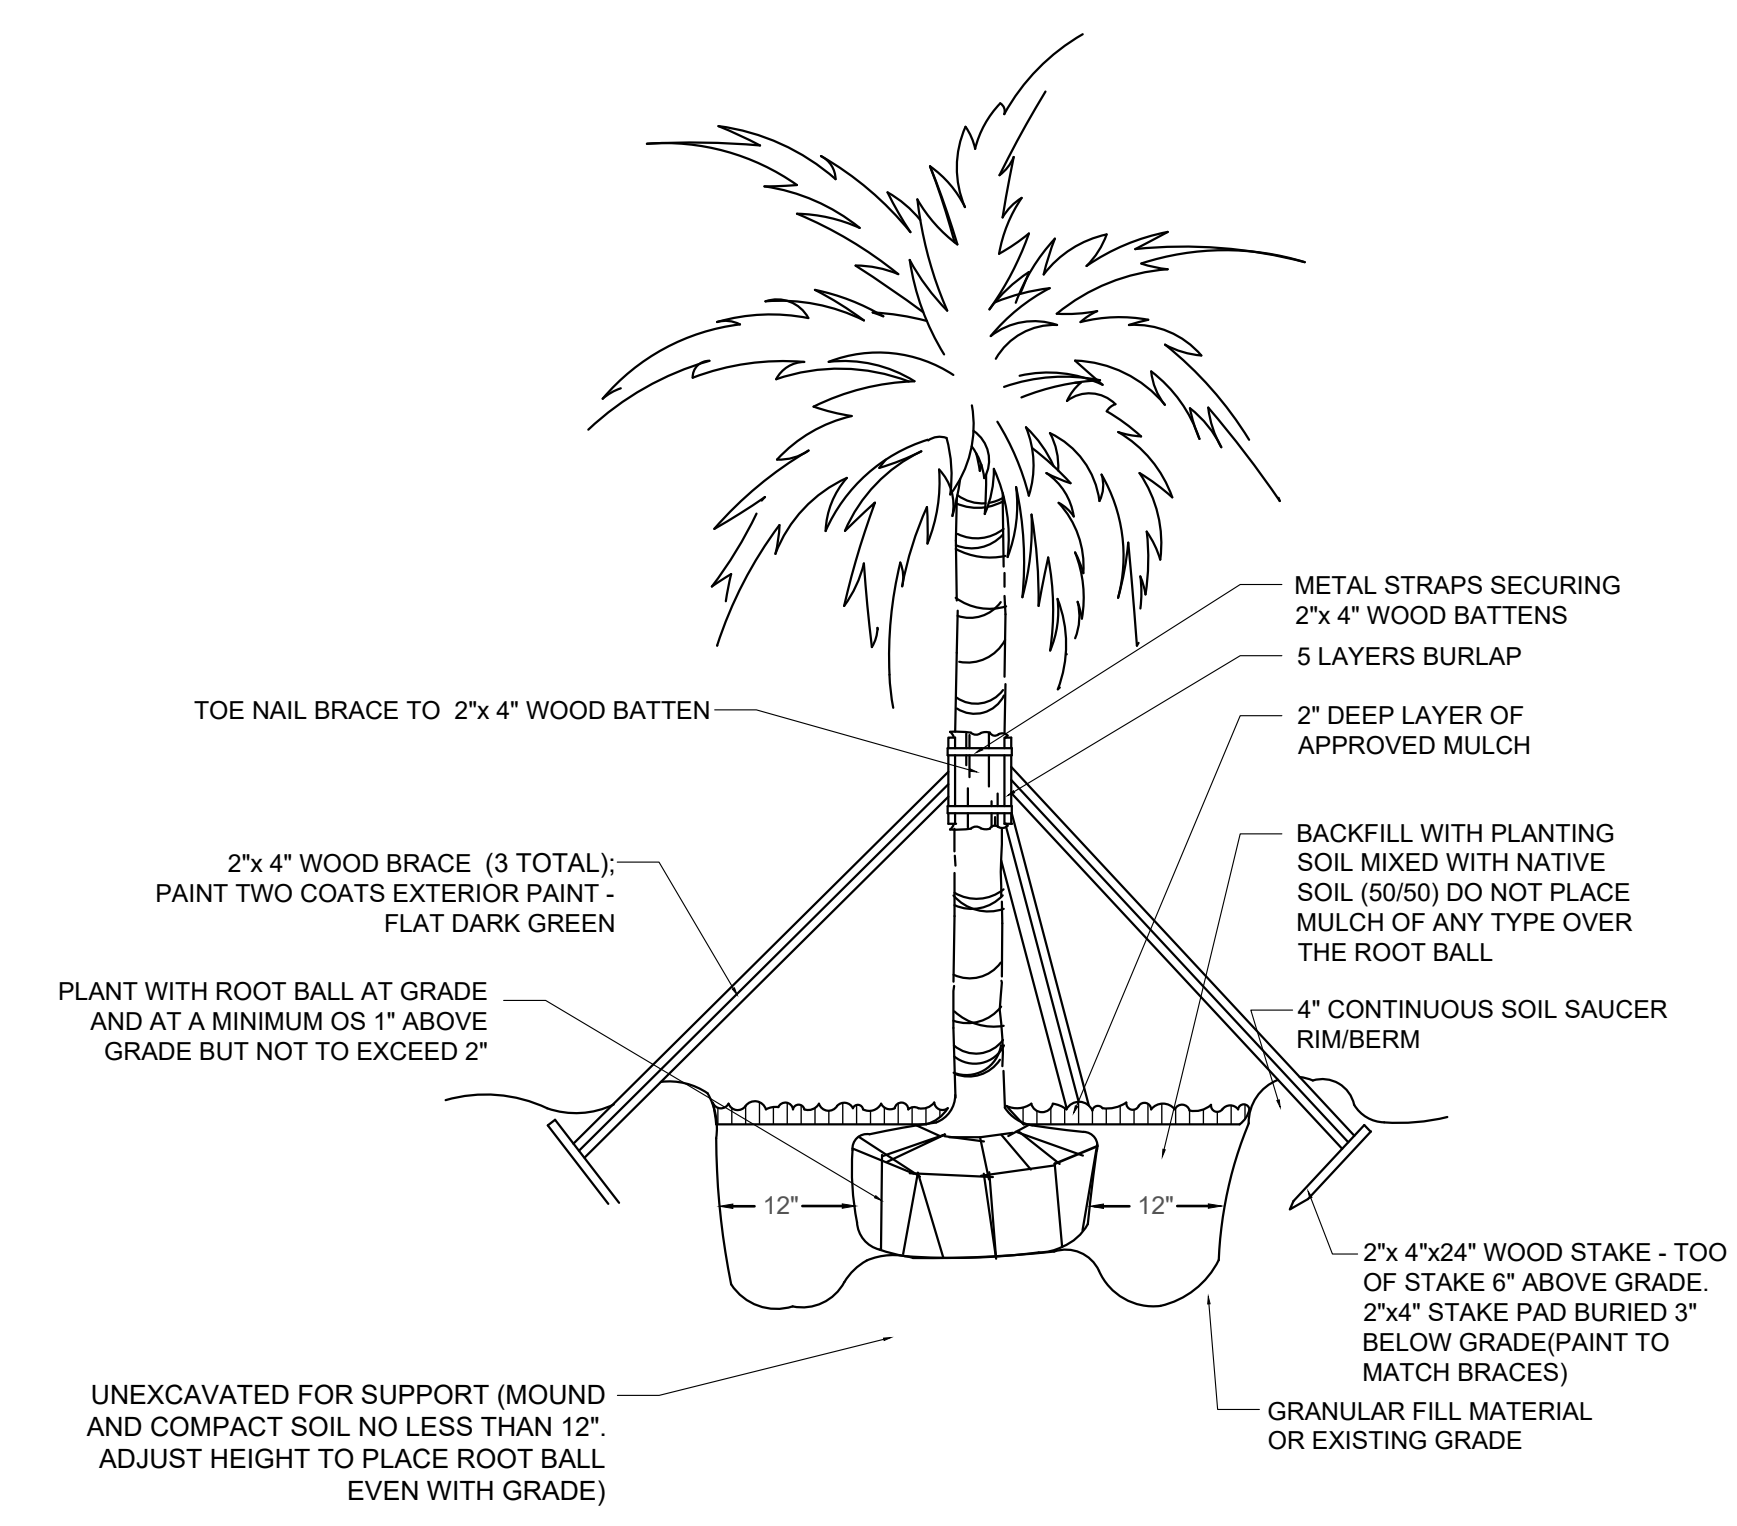 METAL STRAPS SECURING
2"x 4" WOOD BATTENS
5 LAYERS BURLAP
TOE NAIL BRACE TO  2"x 4" WOOD BATTEN
2" DEEP LAYER OF
APPROVED MULCH
BACKFILL WITH PLANTING
SOIL MIXED WITH NATIVE
SOIL (50/50) DO NOT PLACE
MULCH OF ANY TYPE OVER
THE ROOT BALL
2"x 4" WOOD BRACE  (3 TOTAL);
PAINT TWO COATS EXTERIOR PAINT -
FLAT DARK GREEN
PLANT WITH ROOT BALL AT GRADE
AND AT A MINIMUM OS 1" ABOVE
GRADE BUT NOT TO EXCEED 2"
4" CONTINUOUS SOIL SAUCER
RIM/BERM
12"
12"
2"x 4"x24" WOOD STAKE - TOO
OF STAKE 6" ABOVE GRADE.
2"x4" STAKE PAD BURIED 3"
BELOW GRADE(PAINT TO
MATCH BRACES)
UNEXCAVATED FOR SUPPORT (MOUND
AND COMPACT SOIL NO LESS THAN 12".
ADJUST HEIGHT TO PLACE ROOT BALL
EVEN WITH GRADE)
GRANULAR FILL MATERIAL
OR EXISTING GRADE